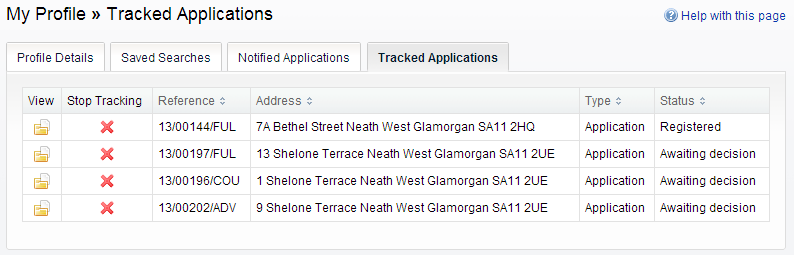 My Profile » Tracked Applications
Help with this page
Profile Details Saved Searches Notified Applications Tracked Applications
View Stop Tracking Reference Address Type Status
13/00144/FUL 7A Bethel Street Neath West Glamorgan SA11 2HQ Application Registered
13/00197/FUL 13 Shelone Terrace Neath West Glamorgan SA11 2UE Application Awaiting decision
13/00196/COU 1 Shelone Terrace Neath West Glamorgan SA11 2UE Application Awaiting decision
13/00202/ADV 9 Shelone Terrace Neath West Glamorgan SA11 2UE Application Awaiting decision